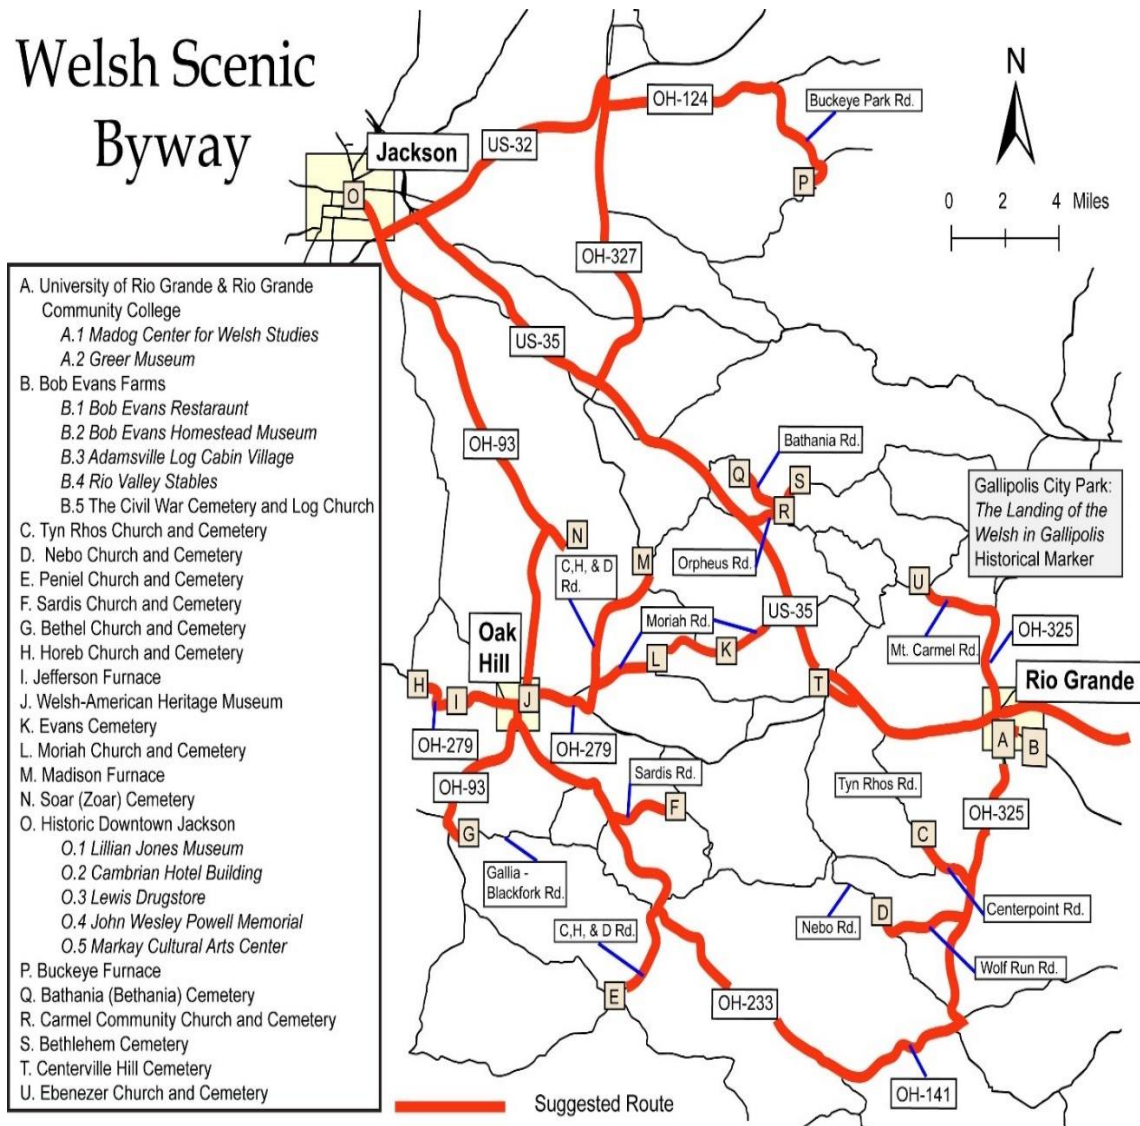 Welsh Scenic
Byway
Jackson
O
US-32
OH-124
Buckeye Park Rd.
P
N
0 2 4 Miles
OH-327
US-35
OH-93
A. University of Rio Grande & Rio Grande
Community College
A.1 Madog Center for Welsh Studies
A.2 Greer Museum
B. Bob Evans Farms
B.1 Bob Evans Restaraunt
B.2 Bob Evans Homestead Museum
B.3 Adamsville Log Cabin Village
B.4 Rio Valley Stables
B.5 The Civil War Cemetery and Log Church
C. Tyn Rhos Church and Cemetery
D. Nebo Church and Cemetery
E. Peniel Church and Cemetery
F. Sardis Church and Cemetery
G. Bethel Church and Cemetery
H. Horeb Church and Cemetery
I. Jefferson Furnace
J. Welsh-American Heritage Museum
K. Evans Cemetery
L. Moriah Church and Cemetery
M. Madison Furnace
N. Soar (Zoar) Cemetery
O. Historic Downtown Jackson
O.1 Lillian Jones Museum
O.2 Cambrian Hotel Building
O.3 Lewis Drugstore
O.4 John Wesley Powell Memorial
O.5 Markay Cultural Arts Center
P. Buckeye Furnace
Q. Bathania (Bethania) Cemetery
R. Carmel Community Church and Cemetery
S. Bethlehem Cemetery
T. Centerville Hill Cemetery
U. Ebenezer Church and Cemetery
Bathania Rd.
Q
S
R
Orpheus Rd.
Gallipolis City Park:
The Landing of the
Welsh in Gallipolis
Historical Marker
N
C,H, & D
Rd.
M
Moriah Rd.
US-35
U
Mt. Carmel Rd.
OH-325
Rio Grande
Oak
Hill
L
K
H
I
J
T
A
B
OH-279
OH-279
OH-93
G
Sardis Rd.
F
Tyn Rhos Rd.
OH-325
C
Gallia -
Blackfork Rd.
Centerpoint Rd.
Nebo Rd.
D
C,H, & D Rd.
Wolf Run Rd.
E
OH-233
OH-141
Suggested Route